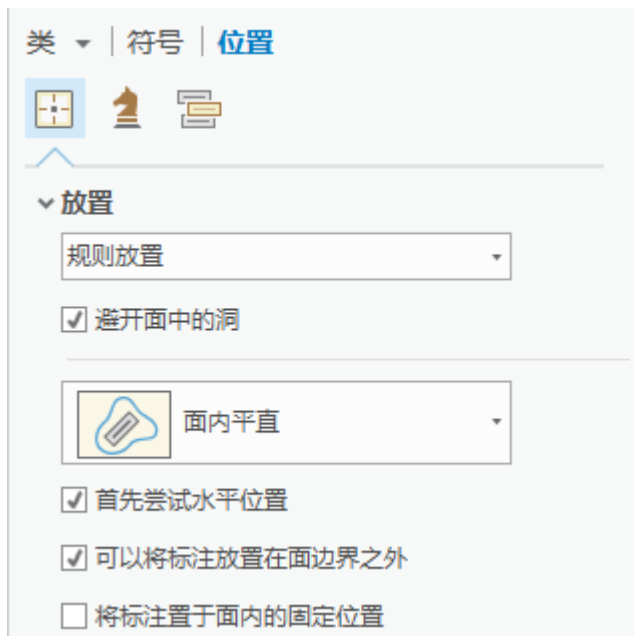 类 符号 位置
放置
规则放置
避开面中的洞
面内平直
首先尝试水平位置
可以将标注放置在面边界之外
将标注置于面内的固定位置